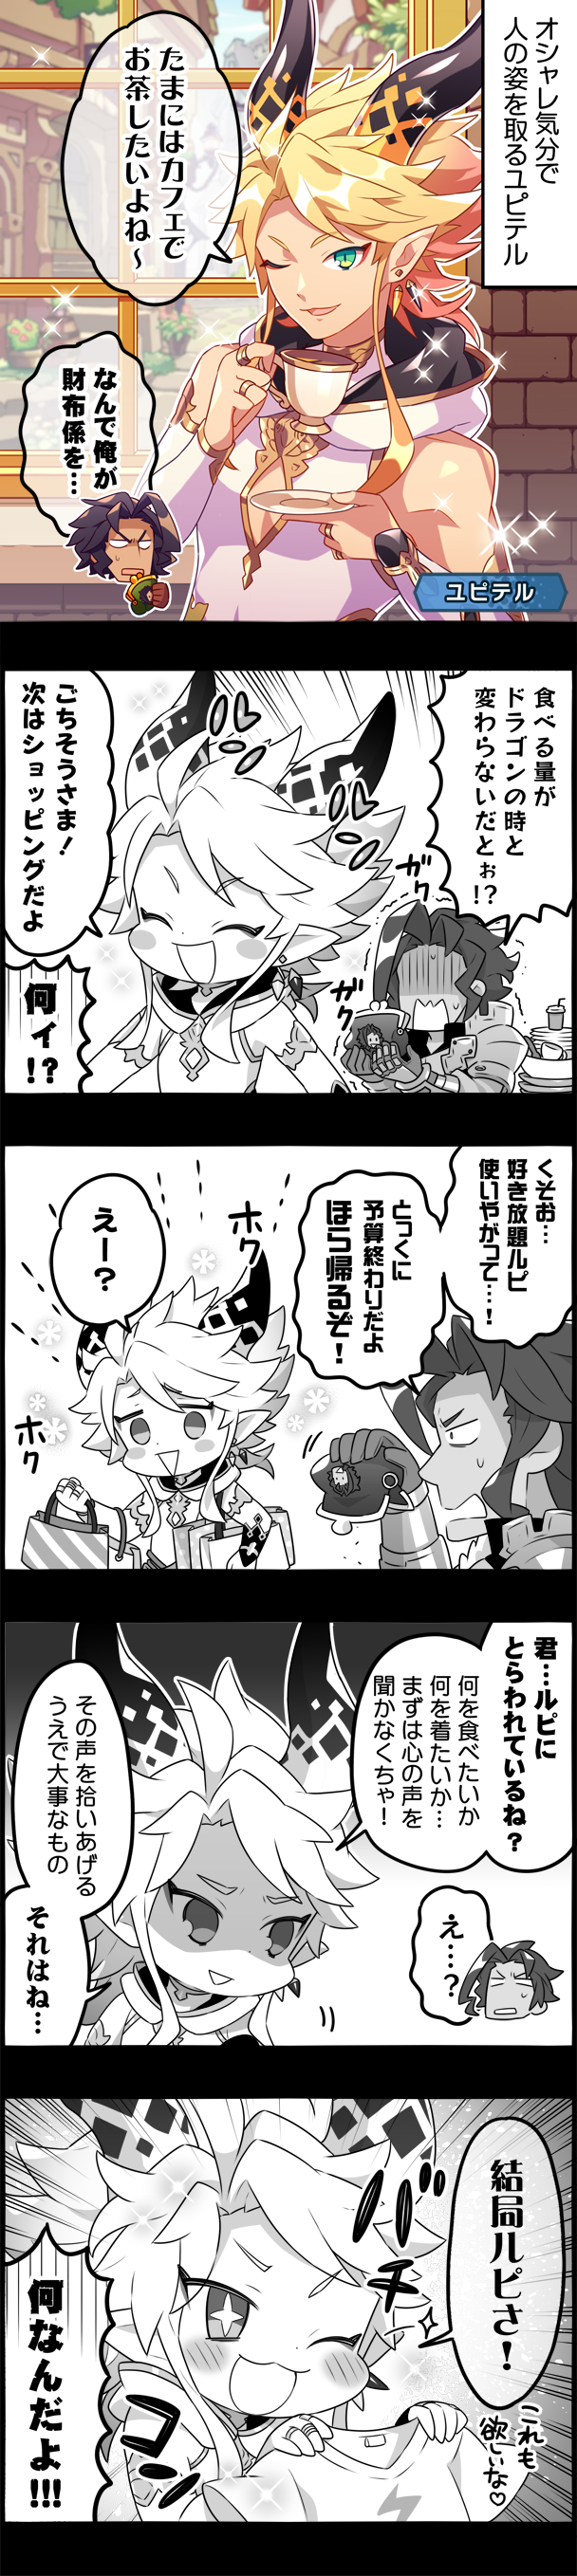 オシャレ気分で
人の姿を取るユピテル
たまにはカフェで
お茶したいよね～
なんで俺が
財布係を…
ユピテル
食べる量が
ドラゴンの時と
変わらないだとぉ!?
ガク
ガク
ごちそうさま！
次はショッピングだよ
何ィ!?
くそお…
好き放題ルピ
使いやがって…！
とっくに
予算終わりだよ
ほら帰るぞ！
ホク
えー？
ホク
君…ルピに
とらわれているね？
何を食べたいか
何を着たいか…
まずは心の声を
聞かなくちゃ！
え…？
その声を拾いあげる
うえで大事なもの
それはね…
結局ルピさ！
バチコーン
これも
欲しいな♡
何なんだよ!!!